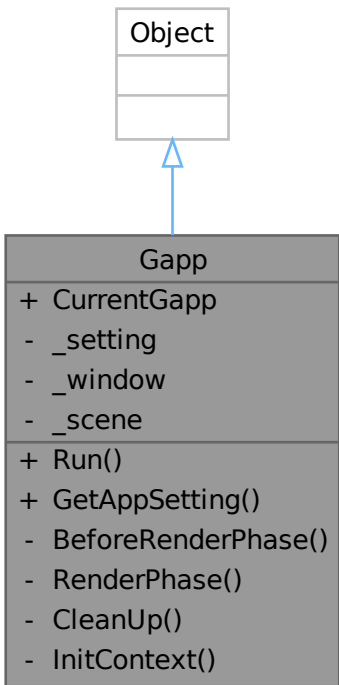 Object
Gapp
+ CurrentGapp
- _setting
- _window
- _scene
+ Run()
+ GetAppSetting()
- BeforeRenderPhase()
- RenderPhase()
- CleanUp()
- InitContext()